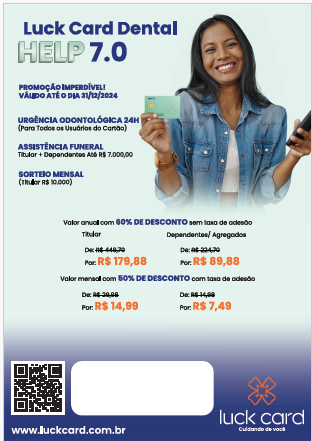 Luck Card Dental
HELP 7.0
PROMOÇÃO IMPERDÍVEL!
VÁLIDO ATÉ O DIA 31/12/2024
URGÊNCIA ODONTOLÓGICA 24H
(Para Todos os Usuários do Cartão)
ASSISTÊNCIA FUNERAL
Titular + Dependentes Até R$ 7.000,00
SORTEIO MENSAL
(Titular R$ 10.000)
Valor anual com 60% DE DESCONTO sem taxa de adesão
Titular Dependentes/ Agregados
De: R$ 449,70 De: R$ 224,70
Por: R$ 179,88 Por: R$ 89,88
Valor mensal com 50% DE DESCONTO com taxa de adesão
De: R$ 29,98 De: R$ 14,98
Por: R$ 14,99 Por: R$ 7,49
luck card
Cuidando de você
www.luckcard.com.br